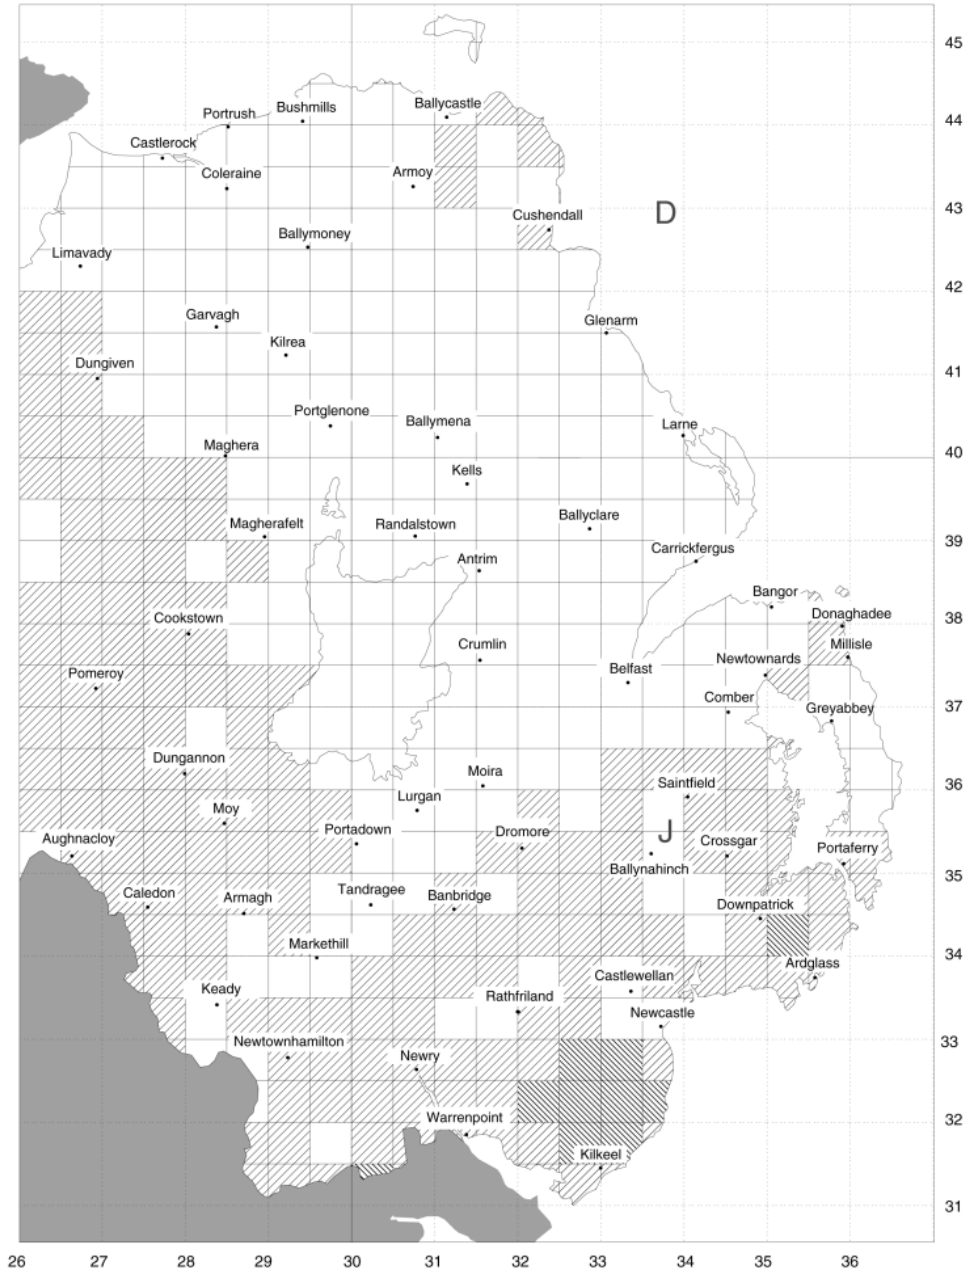 45
Ballycastle
Bushmills
Portrush
44
Castlerock
Coleraine
Armoy
Cushendall
D
43
Ballymoney
Limavady
42
Garvagh
Glenarm
Kilrea
Dungiven
41
Portglenone
Ballymena
Larne
Maghera
40
Kells
Ballyclare
Magherafelt
Randalstown
39
Carrickfergus
Antrim
Bangor
Donaghadee
Cookstown
38
Crumlin
Millisle
Newtownards
Belfast
Pomeroy
Comber
Greyabbey
37
Dungannon
Moira
Saintfield
36
Lurgan
Moy
Portadown
Dromore
J
Aughnacloy
Crossgar
Portaferry
Ballynahinch
35
Tandragee
Caledon
Armagh
Banbridge
Downpatrick
Markethill
34
Ardglass
Castlewellan
Keady
Rathfriland
Newcastle
Newtownhamilton
33
Newry
Warrenpoint
32
Kilkeel
31
26 27 28 29 30 31 32 33 34 35 36